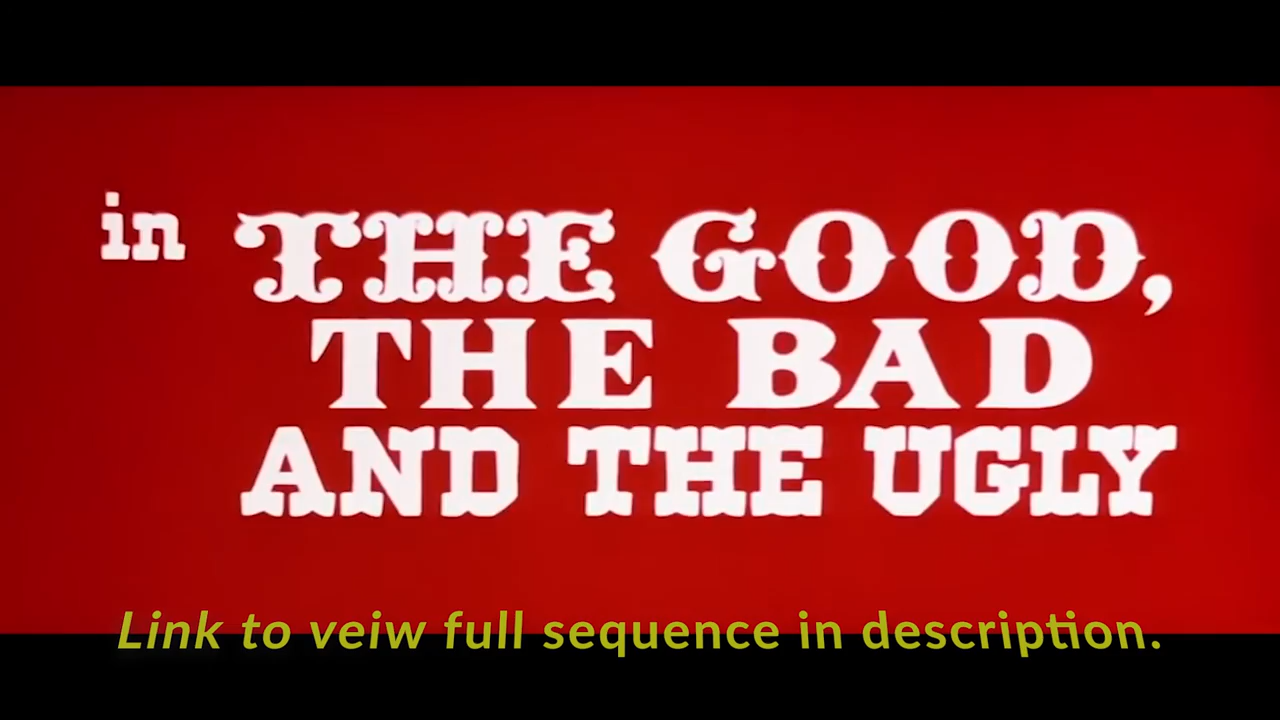 in THE GOOD,
THE BAD
AND THE UGLY
Link to veiw full sequence in description.